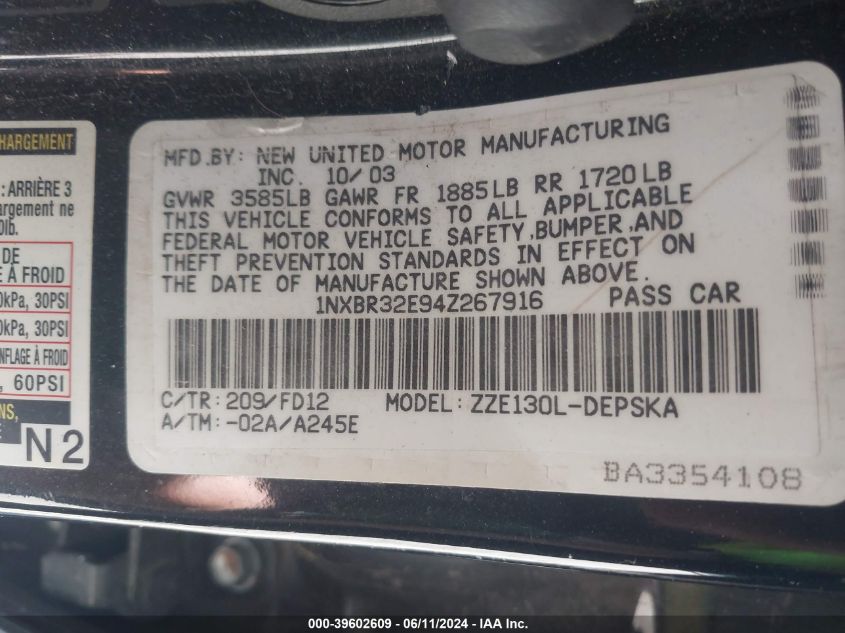 CHARGEMENT
: ARRIÈRE 3
argement ne
0lb.
DE
E À FROID
0kPa, 30PSI
0kPa, 30PSI
NFLAGE À FROID
, 60PSI
NS,
E
N2
MFD.BY: NEW UNITED MOTOR MANUFACTURING
INC. 10/03
GVWR 3585LB GAWR FR 1885LB RR 1720LB
THIS VEHICLE CONFORMS TO ALL APPLICABLE
FEDERAL MOTOR VEHICLE SAFETY,BUMPER,AND
THEFT PREVENTION STANDARDS IN EFFECT ON
THE DATE OF MANUFACTURE SHOWN ABOVE.
1NXBR32E94Z267916 PASS CAR
C/TR: 209/FD12 MODEL: ZZE130L-DEPSKA
A/TM: -02A/A245E
BA3354108
000-39602609 - 06/11/2024 - IAA Inc.